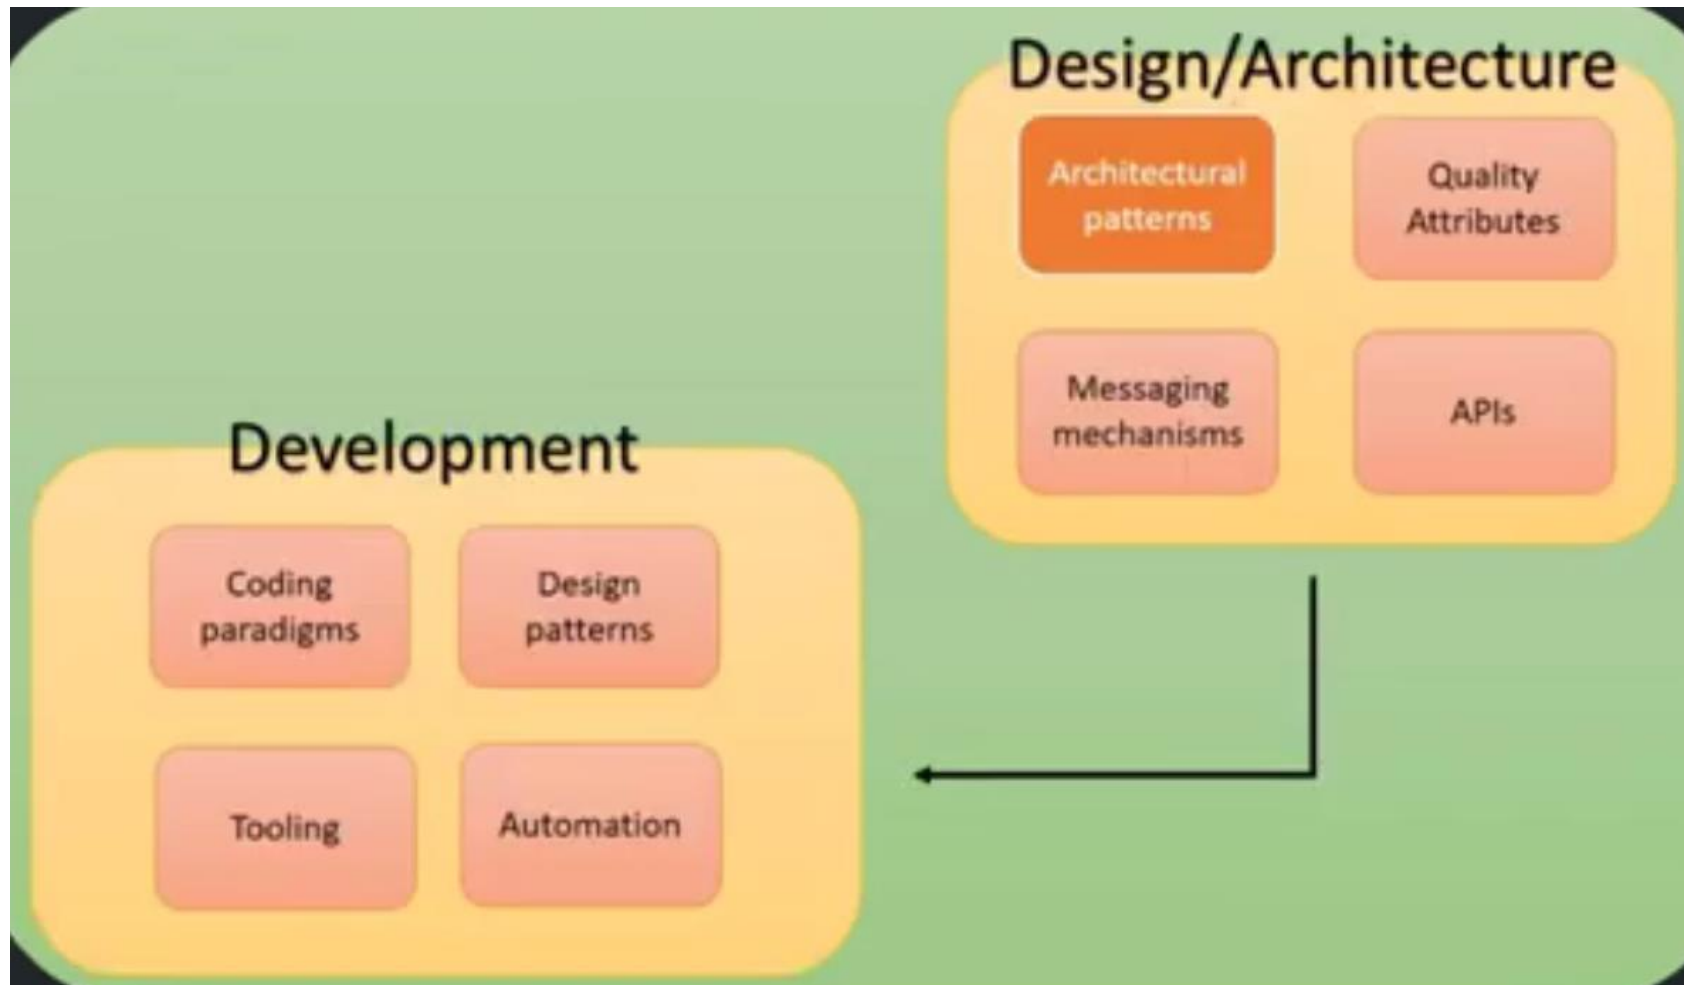 Design/Architecture
Architectural
patterns
Quality
Attributes
Messaging
mechanisms
APIs
Development
Coding
paradigms
Design
patterns
Tooling
Automation